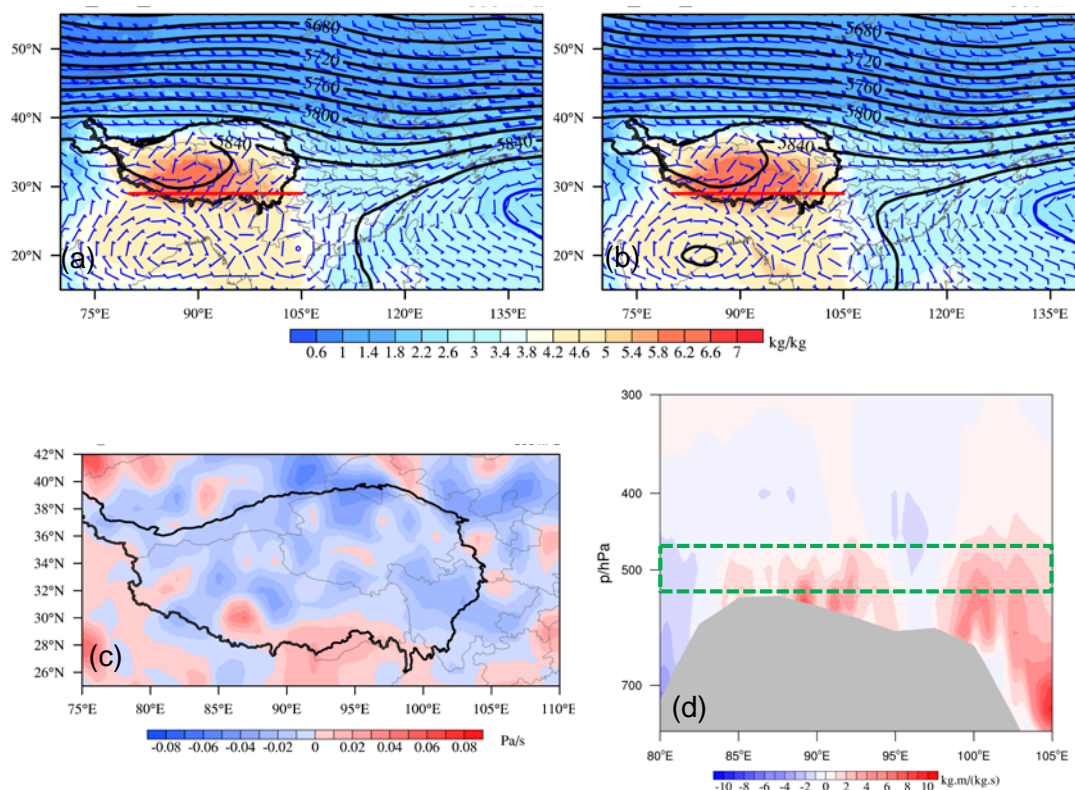 5680
5720
5760
5800
5840
5840
50°N
40°N
30°N
20°N
(a)
75°E 90°E 105°E 120°E 135°E
5680
5720
5760
5800
5840
5840
50°N
40°N
30°N
20°N
(b)
75°E 90°E 105°E 120°E 135°E
0.6 1 1.4 1.8 2.2 2.6 3 3.4 3.8 4.2 4.6 5 5.4 5.8 6.2 6.6 7 kg/kg
42°N
40°N
38°N
36°N
34°N
32°N
30°N
28°N
26°N
(c)
75°E 80°E 85°E 90°E 95°E 100°E 105°E 110°E
-0.08 -0.06 -0.04 -0.02 0 0.02 0.04 0.06 0.08 Pa/s
300
400
500
700
p/hPa
(d)
80°E 85°E 90°E 95°E 100°E 105°E
-10 -8 -6 -4 -2 0 2 4 6 8 10 kg.m/(kg.s)